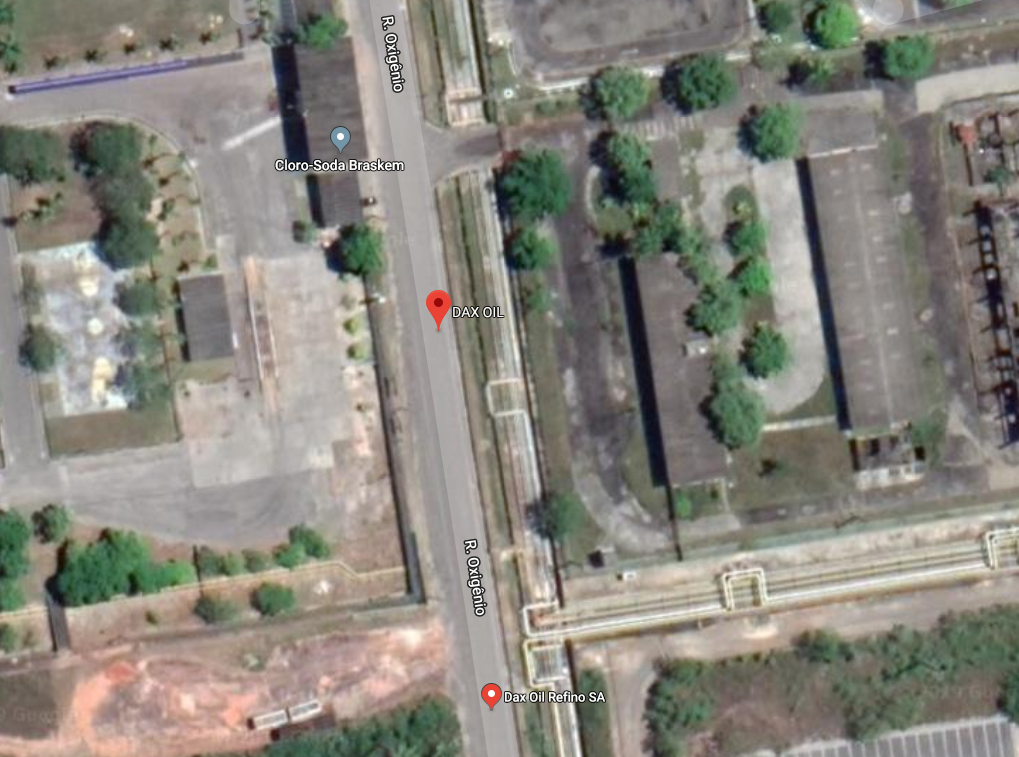 R. Oxigênio
Cloro-Soda Braskem
DAX OIL
R. Oxigênio
Dax Oil Refino SA